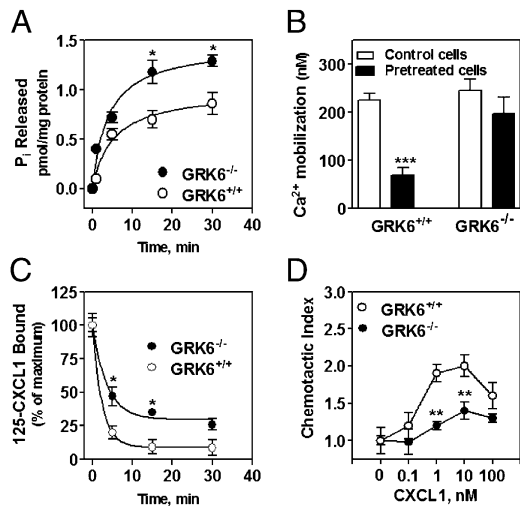 A
1.5
1.0
0.5
0.0
Pi Released
pmol/mg protein
*
*
GRK6-/-
GRK6+/+
0 10 20 30 40
Time, min
B
300
200
100
0
Ca2+
mobilization (nM)
Control cells
Pretreated cells
***
GRK6+/+ GRK6-/-
C
125
100
75
50
25
0
125-CXCL1 Bound
(% of maximum)
GRK6-/-
GRK6+/+
*
*
0 10 20 30 40
Time, min
D
3.0
2.5
2.0
1.5
1.0
Chemotactic Index
GRK6+/+
GRK6-/-
**
**
0 0.1 1 10 100
CXCL1, nM